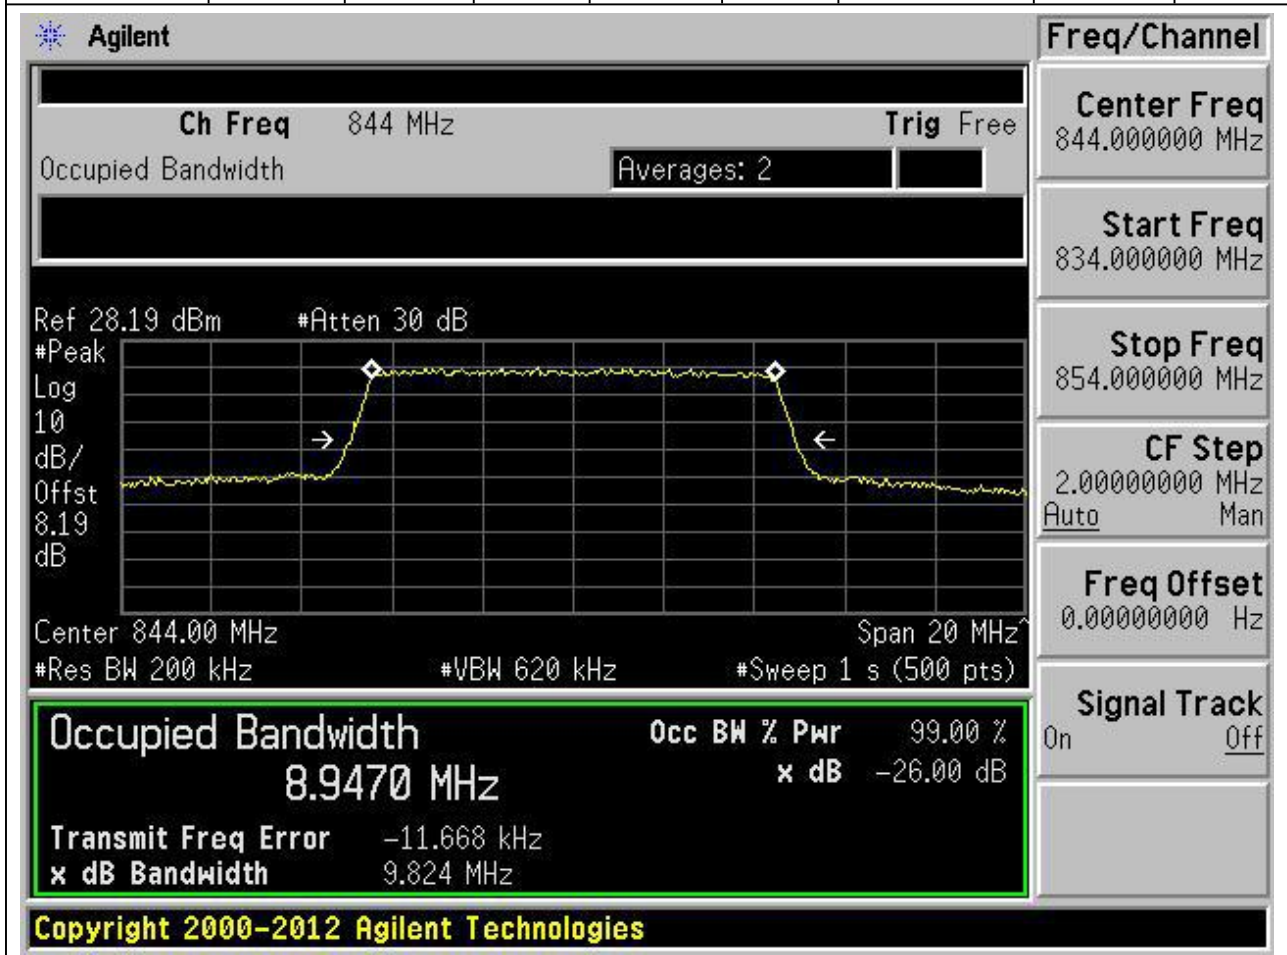 Agilent
Freq/Channel
Ch Freq 844 MHz Trig Free
Occupied Bandwidth Averages: 2
Center Freq
844.000000 MHz
Start Freq
834.000000 MHz
Stop Freq
854.000000 MHz
CF Step
2.00000000 MHz
Auto Man
Freq Offset
0.00000000 Hz
Signal Track
On Off
Ref 28.19 dBm #Atten 30 dB
#Peak
Log
10
dB/
Offst
8.19
dB
Center 844.00 MHz Span 20 MHz^
#Res BW 200 kHz #VBW 620 kHz #Sweep 1 s (500 pts)
Occupied Bandwidth Occ BW % Pwr 99.00 %
8.9470 MHz x dB -26.00 dB
Transmit Freq Error -11.668 kHz
x dB Bandwidth 9.824 MHz
Copyright 2000-2012 Agilent Technologies